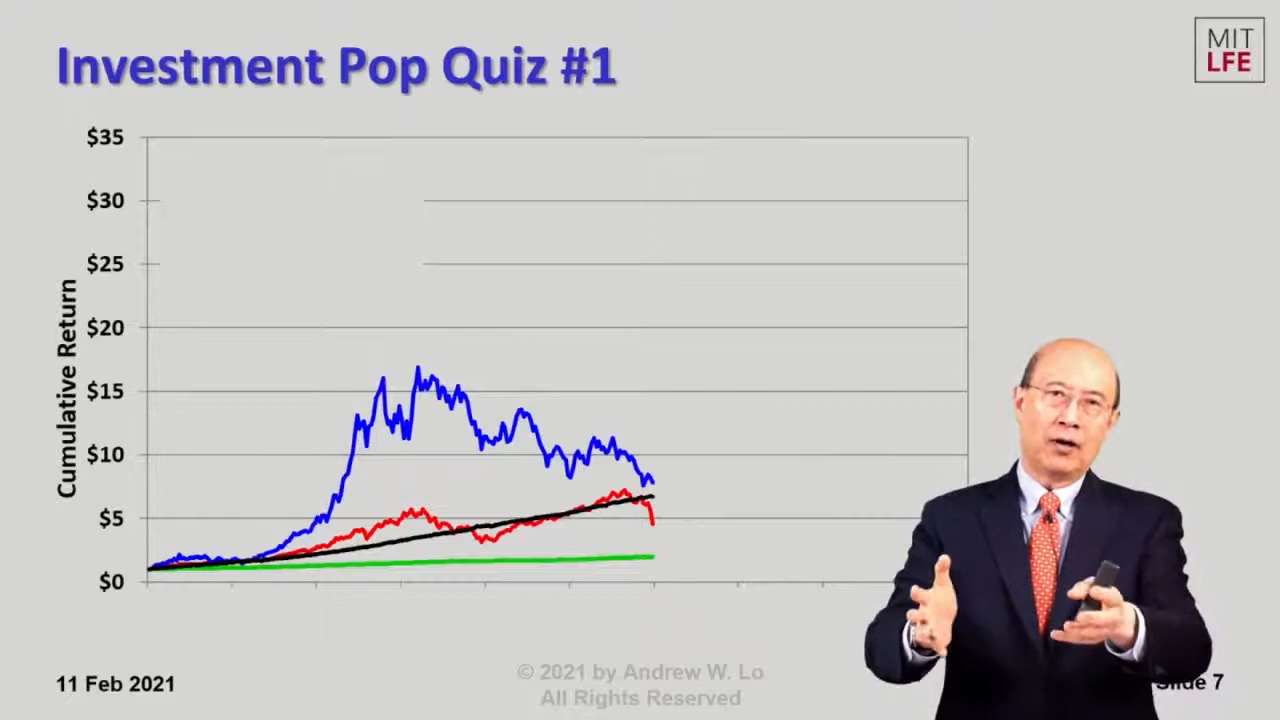 Investment Pop Quiz #1
MIT
LFE
Cumulative Return
$35
$30
$25
$20
$15
$10
$5
$0
11 Feb 2021
© 2021 by Andrew W. Lo
All Rights Reserved
Slide 7